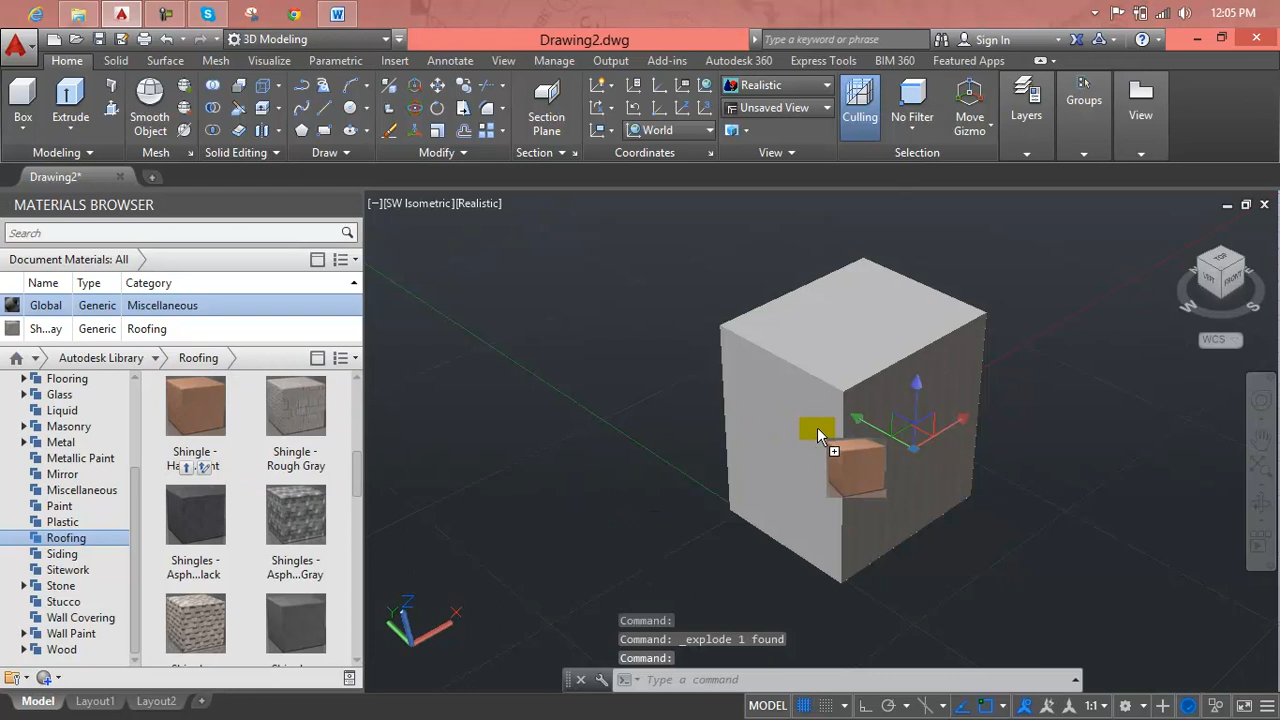 12:05 PM
3D Modeling
Drawing2.dwg
Type a keyword or phrase
Sign In
Home Solid Surface Mesh Visualize Parametric Insert Annotate View Manage Output Add-ins Autodesk 360 Express Tools BIM 360 Featured Apps
Box
Extrude
Smooth Object
Section Plane
Realistic
Unsaved View
World
Culling
No Filter
Move Gizmo
Layers
Groups
View
Modeling Mesh Solid Editing Draw Modify Section Coordinates View Selection
Drawing2*
MATERIALS BROWSER
Search
Document Materials: All
Name Type Category
Global Generic Miscellaneous
Sh...ay Generic Roofing
Autodesk Library Roofing
Flooring
Glass
Liquid
Masonry
Metal
Metallic Paint
Mirror
Miscellaneous
Paint
Plastic
Roofing
Siding
Sitework
Stone
Stucco
Wall Covering
Wall Paint
Wood
Shingle -
Shingle - Rough Gray
Shingles - Asph...lack
Shingles - Asph...Gray
[−][SW Isometric][Realistic]
TOP
LEFT
FRONT
W
S
WCS
X
Y
Z
Command:
Command: _explode 1 found
Command:
Type a command
Model Layout1 Layout2
MODEL
1:1